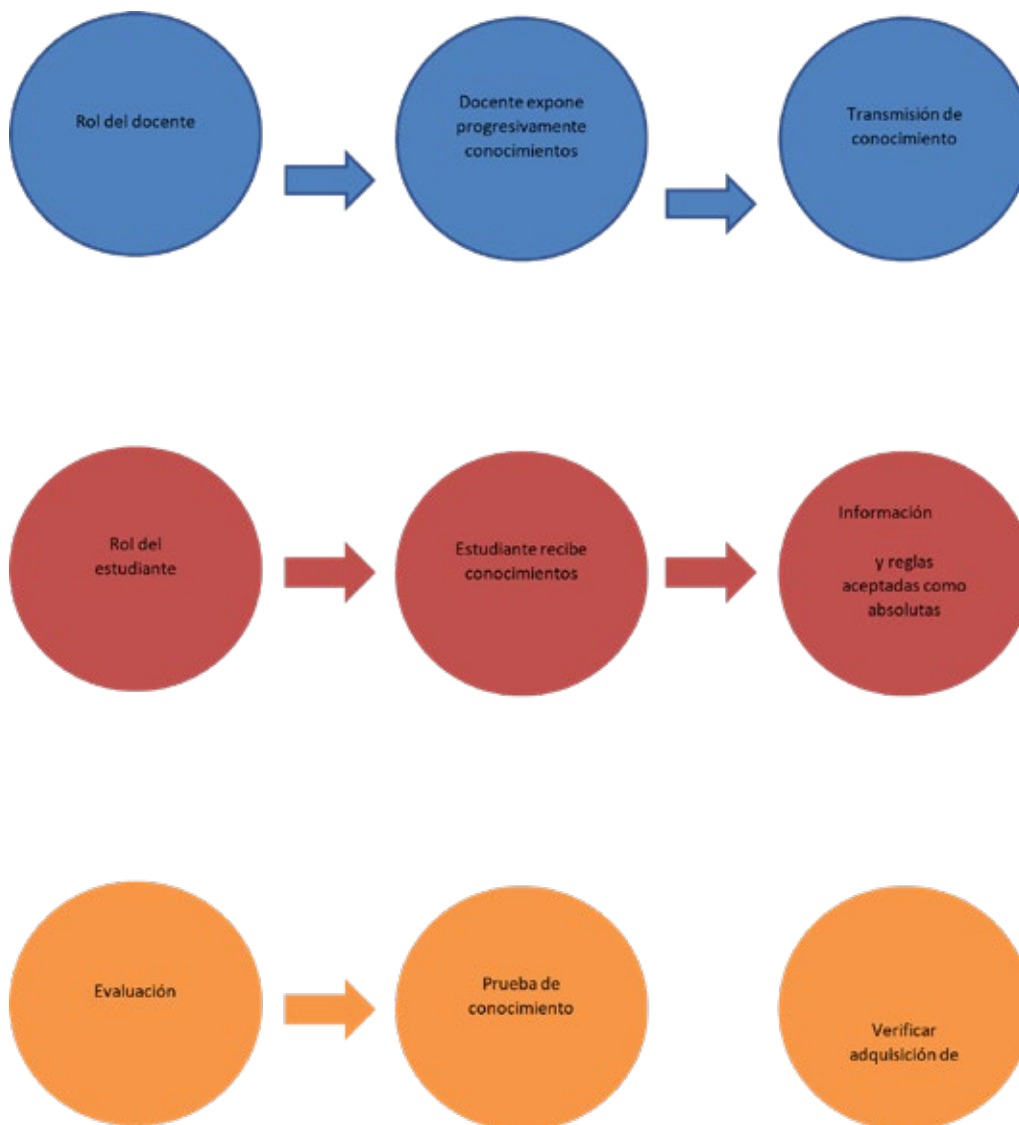 Rol del docente
Docente expone
progresivamente
conocimientos
Transmisión de
conocimiento
Rol del
estudiante
Estudiante recibe
conocimientos
Información
y reglas
aceptadas como
absolutas
Evaluación
Prueba de
conocimiento
Verificar
adquisición de